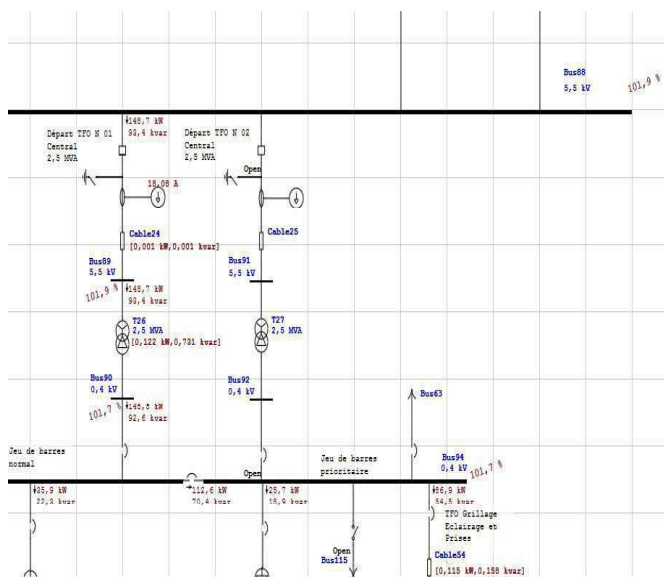 Bus88
5,5 kV
101,9 %
148,7 kW
93,4 kvar
Départ TFO N 01
Central
2,5 MVA
Départ TFO N 02
Central
2,5 MVA
Open
18,08 A
Cable24
[0,001 kW,0,001 kvar]
Cable25
Bus89
5,5 kV
101,9 %
148,7 kW
93,4 kvar
Bus91
5,5 kV
T26
2,5 MVA
[0,122 kW,0,731 kvar]
T27
2,5 MVA
Bus90
0,4 kV
101,7 %
148,5 kW
92,6 kvar
Bus92
0,4 kV
Bus63
Jeu de barres
normal
Open
Jeu de barres
prioritaire
Bus94
0,4 kV
101,7 %
35,9 kW
22,2 kvar
112,6 kW
70,4 kvar
25,7 kW
15,9 kvar
86,9 kW
54,5 kvar
TFO Grillage
Eclairage et
Prises
Open
Bus115
Cable54
[0,115 kW,0,158 kvar]